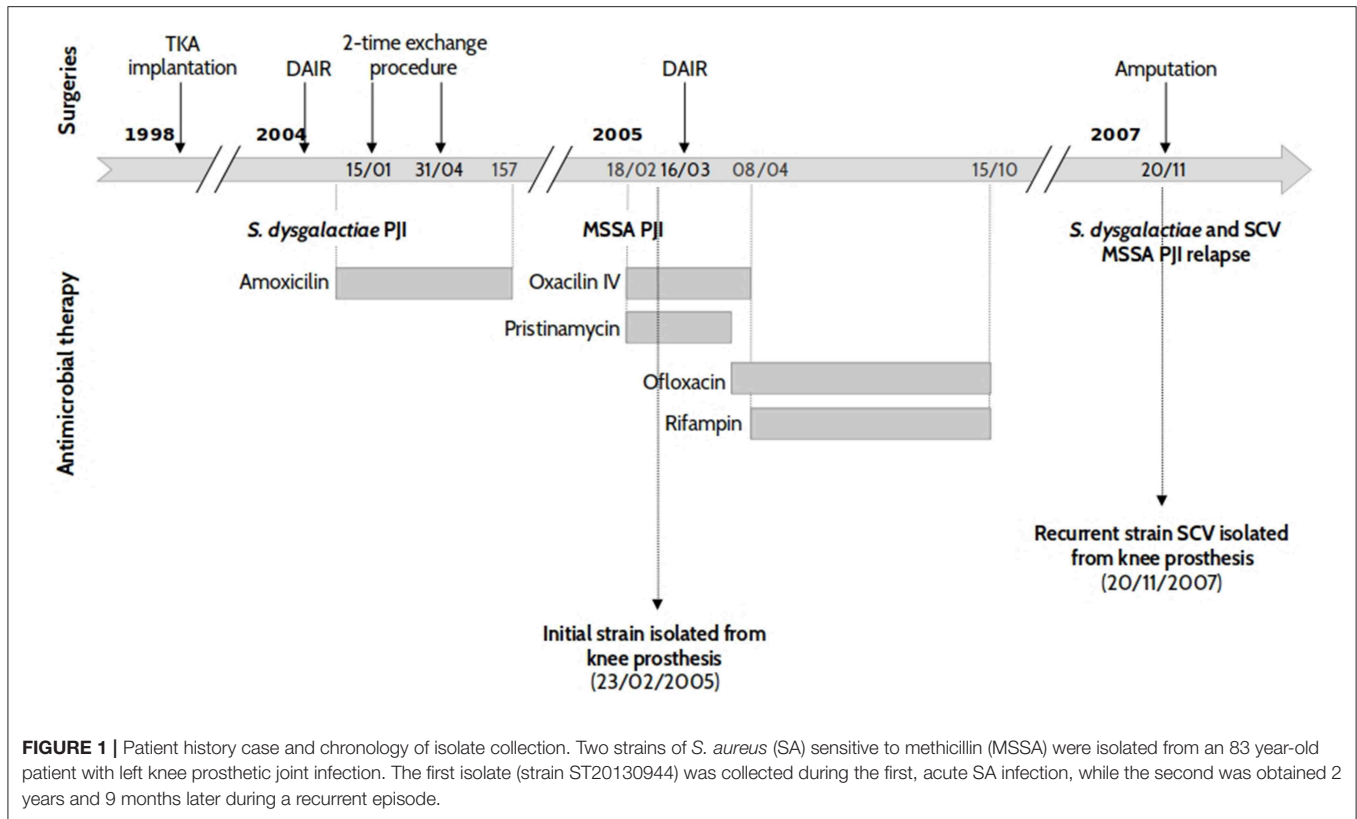 Surgeries
TKA
implantation
DAIR
2-time exchange
procedure
DAIR
Amputation
1998
2004
2005
2007
15/01
31/04
157
18/02
16/03
08/04
15/10
20/11
Antimicrobial therapy
S. dysgalactiae PJI
MSSA PJI
S. dysgalactiae and SCV
MSSA PJI relapse
Amoxicilin
Oxacilin IV
Pristinamycin
Ofloxacin
Rifampin
Recurrent strain SCV isolated
from knee prosthesis
(20/11/2007)
Initial strain isolated from
knee prosthesis
(23/02/2005)
FIGURE 1 | Patient history case and chronology of isolate collection. Two strains of S. aureus (SA) sensitive to methicillin (MSSA) were isolated from an 83 year-old
patient with left knee prosthetic joint infection. The first isolate (strain ST20130944) was collected during the first, acute SA infection, while the second was obtained 2
years and 9 months later during a recurrent episode.